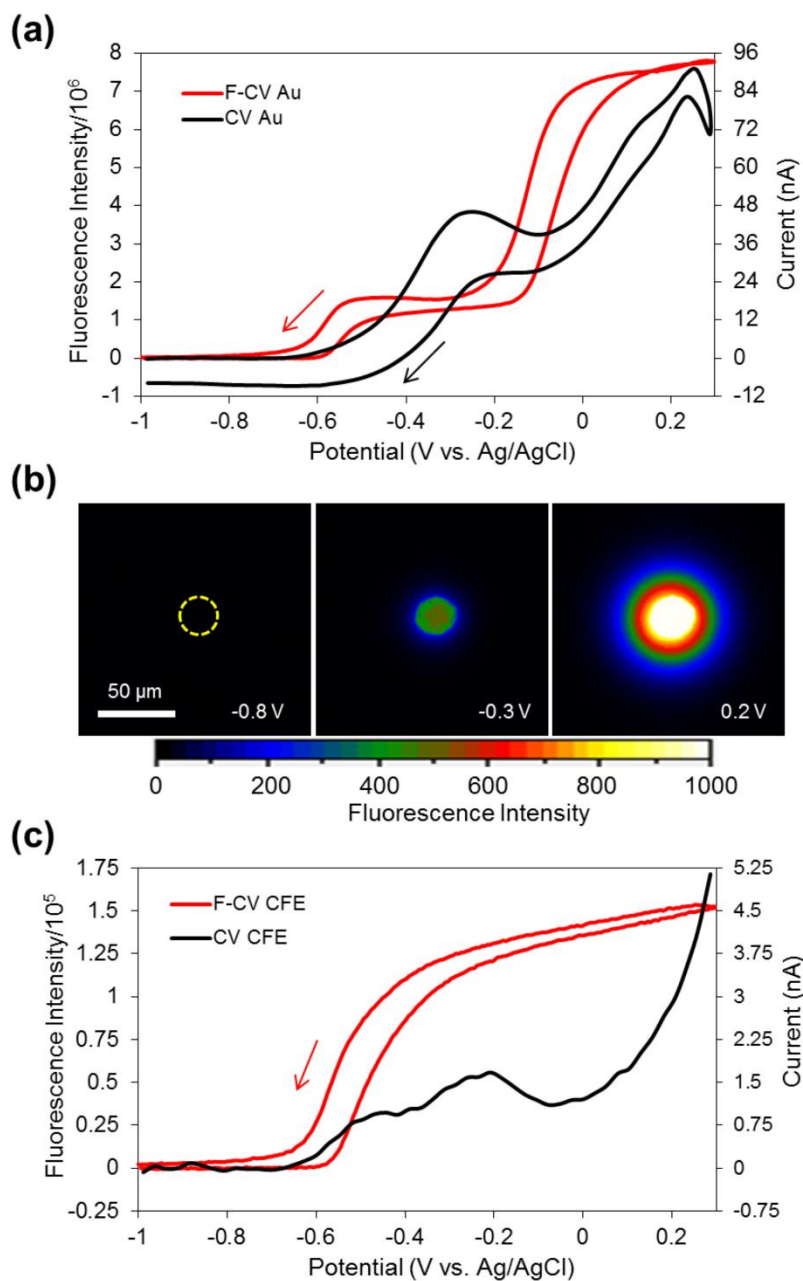 (a)
8
7
6
5
4
3
2
1
0
-1
Fluorescence Intensity/10⁶
F-CV Au
CV Au
96
84
72
60
48
36
24
12
0
-12
Current (nA)
-1 -0.8 -0.6 -0.4 -0.2 0 0.2
Potential (V vs. Ag/AgCl)
(b)
50 µm
-0.8 V
-0.3 V
0.2 V
0 200 400 600 800 1000
Fluorescence Intensity
(c)
1.75
1.5
1.25
1
0.75
0.5
0.25
0
-0.25
Fluorescence Intensity/10⁵
F-CV CFE
CV CFE
5.25
4.5
3.75
3
2.25
1.5
0.75
0
-0.75
Current (nA)
-1 -0.8 -0.6 -0.4 -0.2 0 0.2
Potential (V vs. Ag/AgCl)